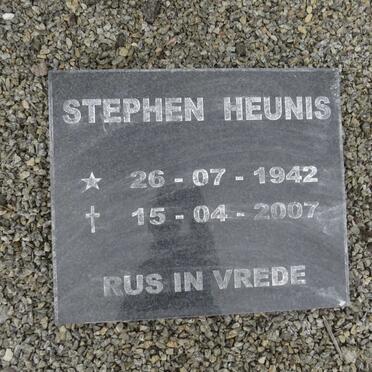 STEPHEN HEUNIS
☆ 26 - 07 - 1942
† 15 - 04 - 2007
RUS IN VREDE